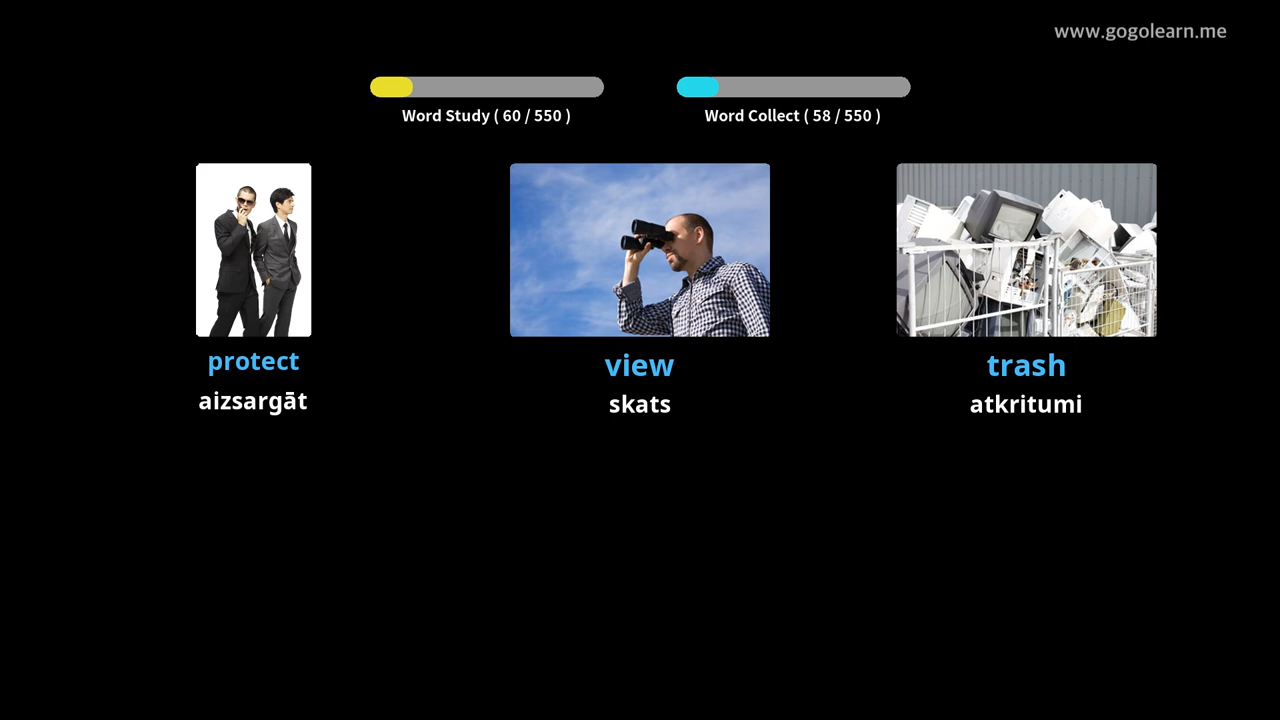 www.gogolearn.me
Word Study ( 60 / 550 )
Word Collect ( 58 / 550 )
protect
aizsargāt
view
skats
trash
atkritumi